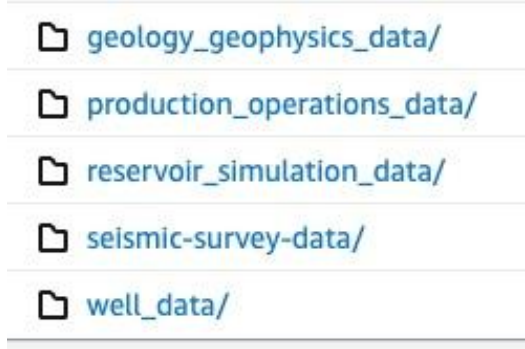 geology_geophysics_data/
production_operations_data/
reservoir_simulation_data/
seismic-survey-data/
well_data/